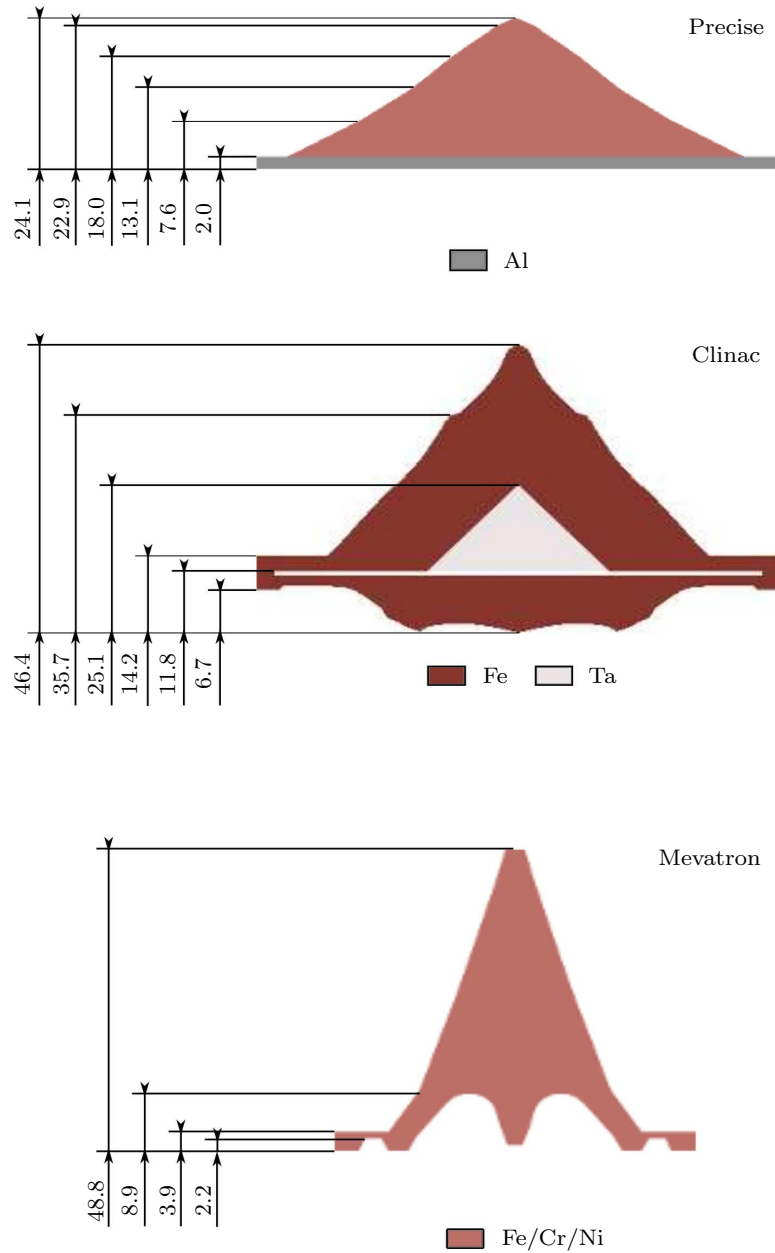 Precise
24.1
22.9
18.0
13.1
7.6
2.0
Al
Clinac
46.4
35.7
25.1
14.2
11.8
6.7
Fe
Ta
Mevatron
48.8
8.9
3.9
2.2
Fe/Cr/Ni